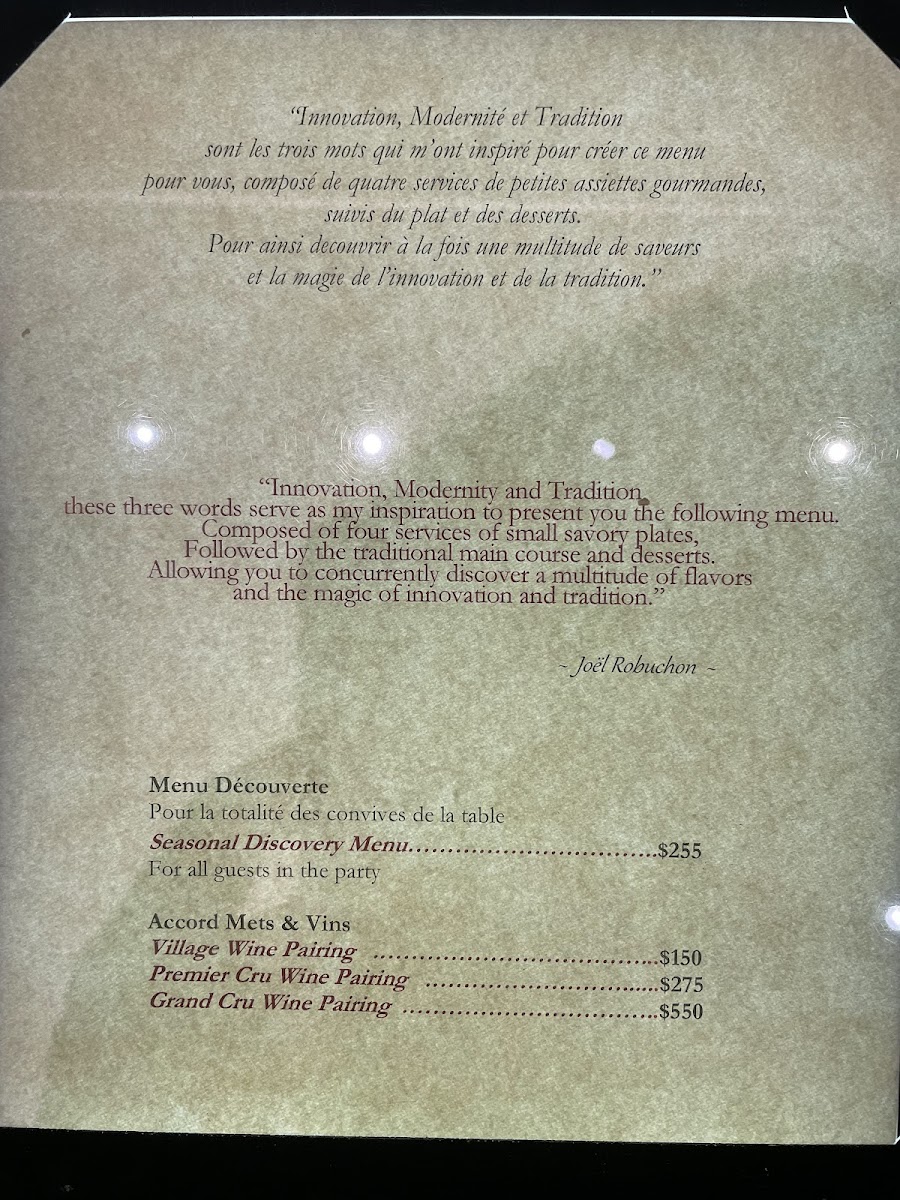 “Innovation, Modernité et Tradition
sont les trois mots qui m’ont inspiré pour créer ce menu
pour vous, composé de quatre services de petites assiettes gourmandes,
suivis du plat et des desserts.
Pour ainsi decouvrir à la fois une multitude de saveurs
et la magie de l’innovation et de la tradition.”
“Innovation, Modernity and Tradition
these three words serve as my inspiration to present you the following menu.
Composed of four services of small savory plates,
Followed by the traditional main course and desserts.
Allowing you to concurrently discover a multitude of flavors
and the magic of innovation and tradition.”
~ Joël Robuchon ~
Menu Découverte
Pour la totalité des convives de la table
Seasonal Discovery Menu……………………………….$255
For all guests in the party
Accord Mets & Vins
Village Wine Pairing …………………………………...$150
Premier Cru Wine Pairing ……………………………......$275
Grand Cru Wine Pairing ………………………………..$550